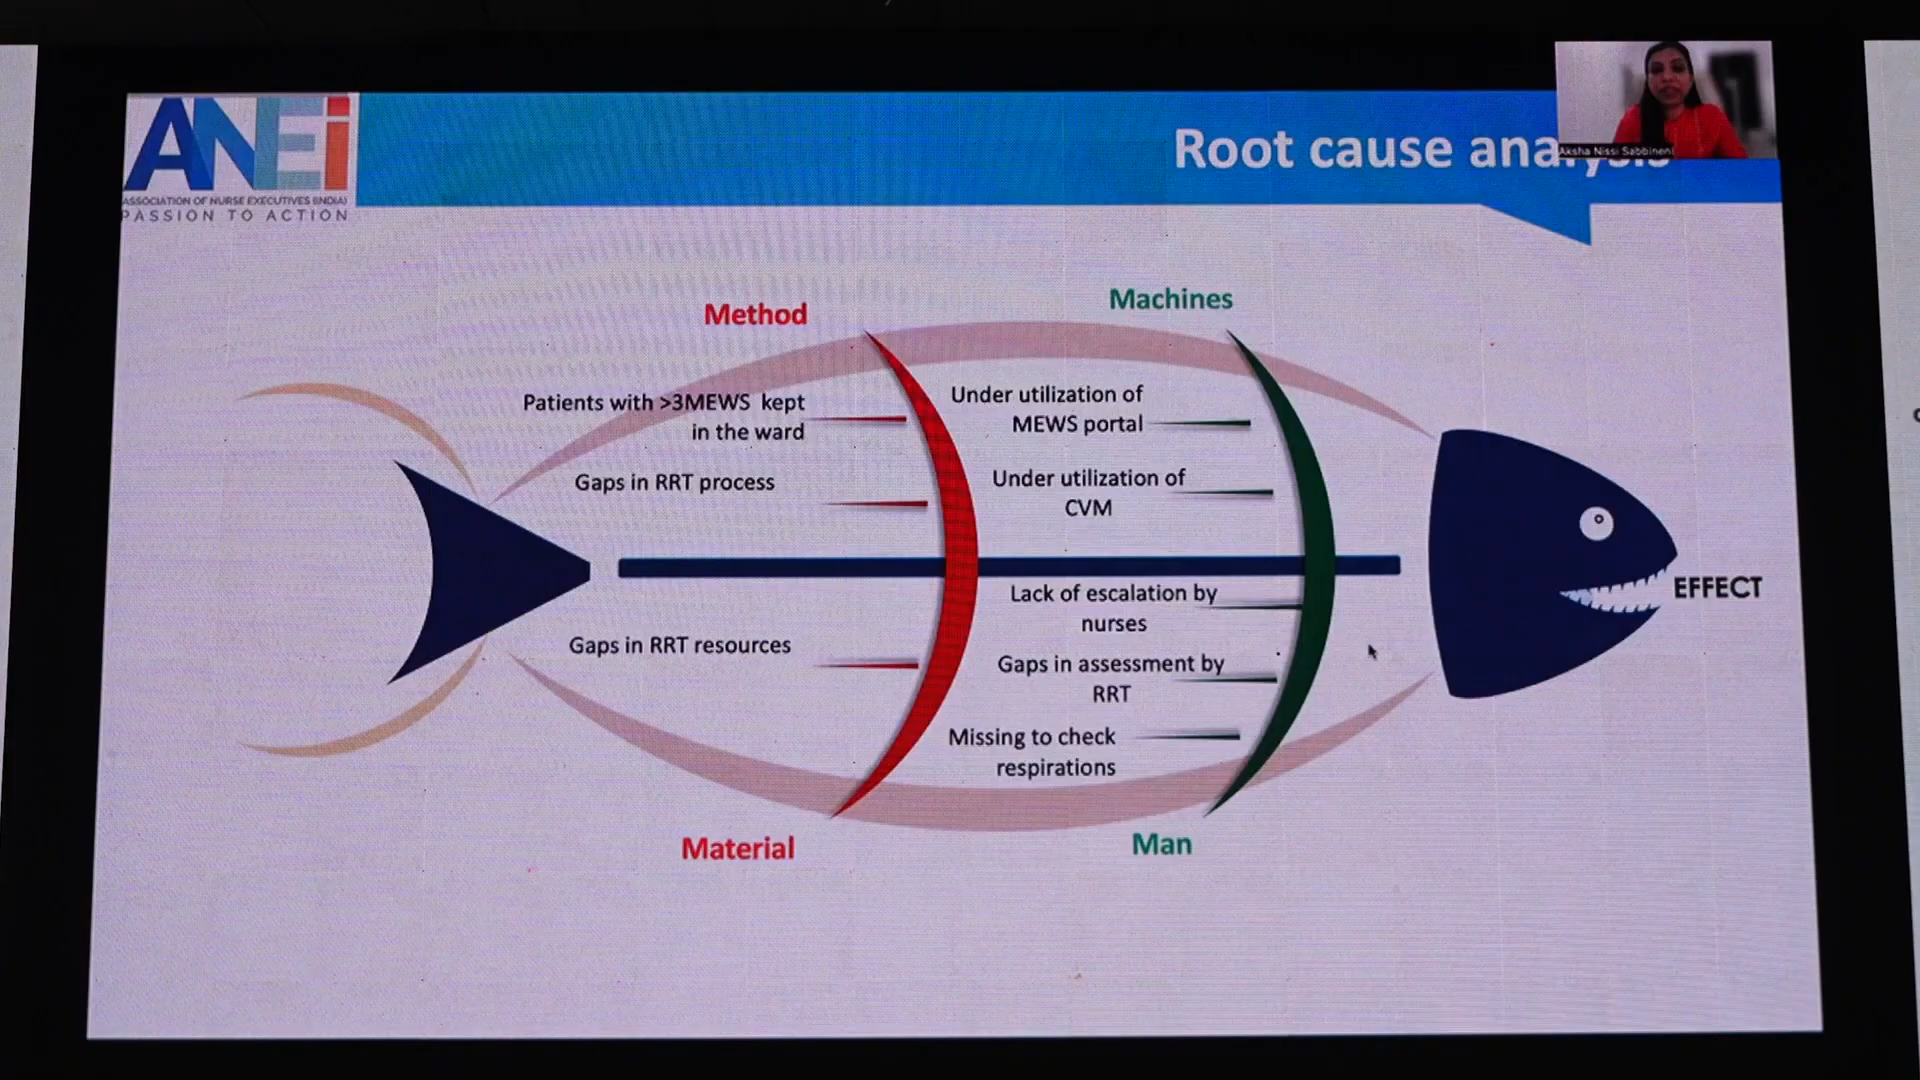 ANEi
ASSOCIATION OF NURSE EXECUTIVES (INDIA)
PASSION TO ACTION
Root cause analysis
Aksha Nissi Sabbineni
Method
Machines
Patients with >3MEWS kept
in the ward
Gaps in RRT process
Under utilization of
MEWS portal
Under utilization of
CVM
EFFECT
Gaps in RRT resources
Lack of escalation by
nurses
Gaps in assessment by
RRT
Missing to check
respirations
Material
Man